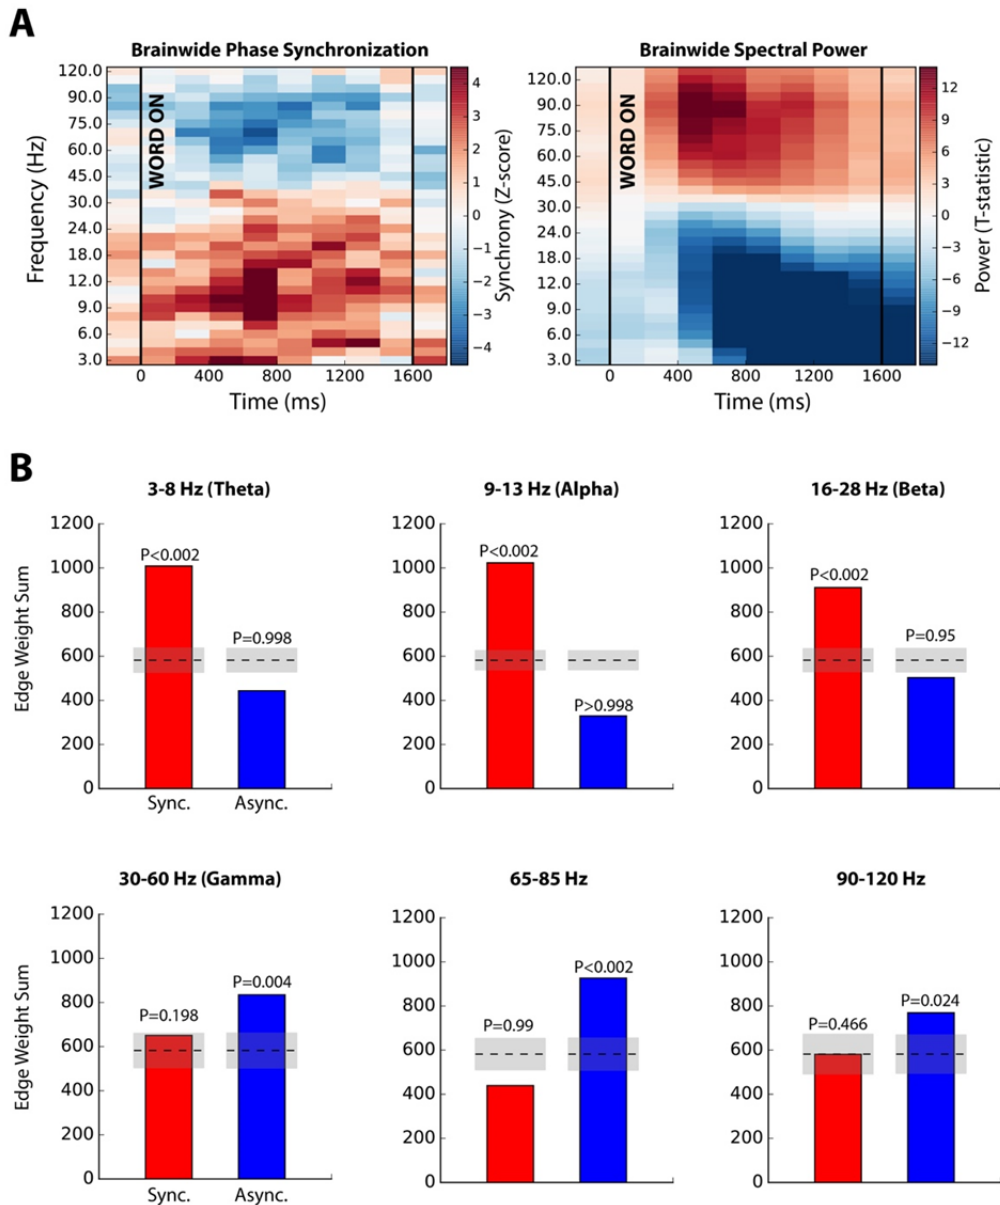 A
Brainwide Phase Synchronization
Brainwide Spectral Power
Frequency (Hz)
120.0
90.0
75.0
60.0
45.0
30.0
24.0
18.0
12.0
9.0
6.0
3.0
WORD ON
0
400
800
1200
1600
Time (ms)
4
3
2
1
0
−1
−2
−3
−4
Synchrony (Z-score)
120.0
90.0
75.0
60.0
45.0
30.0
24.0
18.0
12.0
9.0
6.0
3.0
WORD ON
0
400
800
1200
1600
Time (ms)
12
9
6
3
0
−3
−6
−9
−12
Power (T-statistic)
B
3-8 Hz (Theta)
Edge Weight Sum
1200
1000
800
600
400
200
0
P<0.002
P=0.998
Sync.
Async.
9-13 Hz (Alpha)
1200
1000
800
600
400
200
0
P<0.002
P>0.998
16-28 Hz (Beta)
1200
1000
800
600
400
200
0
P<0.002
P=0.95
30-60 Hz (Gamma)
Edge Weight Sum
1200
1000
800
600
400
200
0
P=0.198
P=0.004
Sync.
Async.
65-85 Hz
1200
1000
800
600
400
200
0
P=0.99
P<0.002
90-120 Hz
1200
1000
800
600
400
200
0
P=0.466
P=0.024